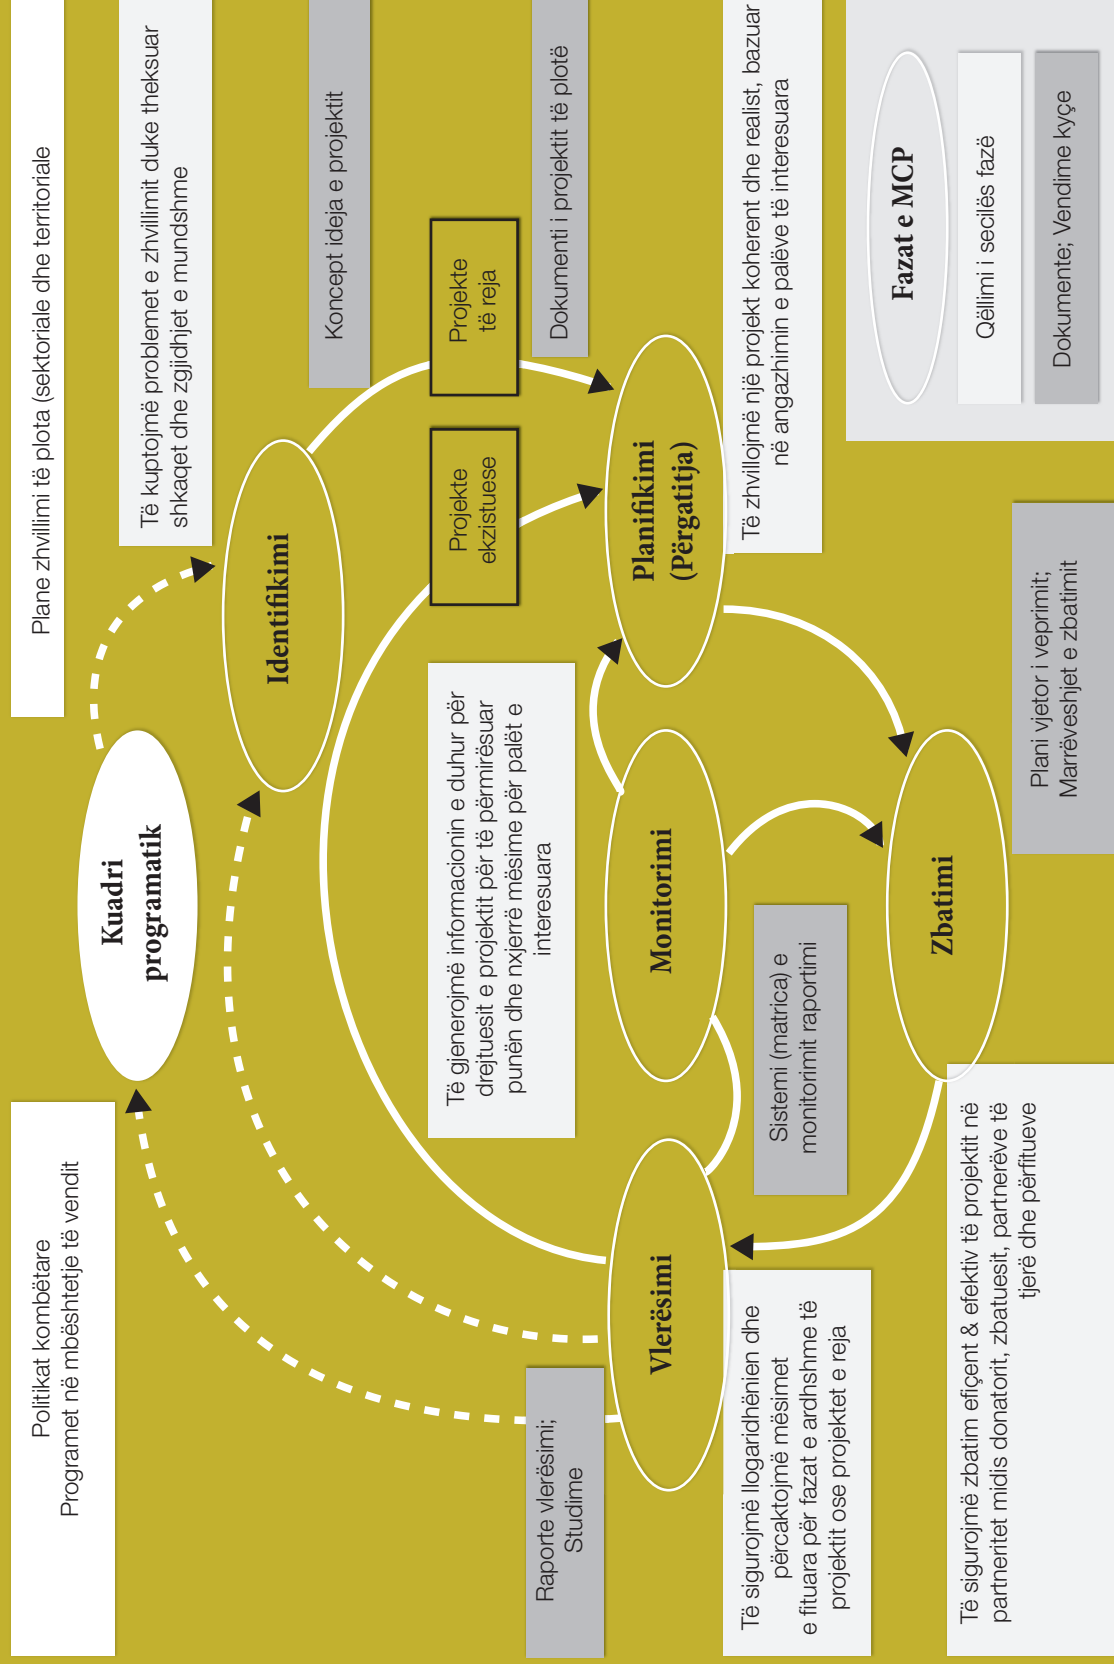 Politikat kombëtare
Programet në mbështetje të vendit
Kuadri
programatik
Plane zhvillimi të plota (sektoriale dhe territoriale
Të kuptojmë problemet e zhvillimit duke theksuar
shkaqet dhe zgjidhjet e mundshme
Identifikimi
Koncept ideja e projektit
Projekte
ekzistuese
Projekte
të reja
Të gjenerojmë informacionin e duhur për
drejtuesit e projektit për të përmirësuar
punën dhe nxjerrë mësime për palët e
interesuara
Raporte vlerësimi;
Studime
Dokumenti i projektit të plotë
Vlerësimi
Monitorimi
Planifikimi
(Përgatitja)
Të sigurojmë llogaridhënien dhe
përcaktojmë mësimet
e fituara për fazat e ardhshme të
projektit ose projektet e reja
Sistemi (matrica) e
monitorimit raportimi
Të zhvillojmë një projekt koherent dhe realist, bazuar
në angazhimin e palëve të interesuara
Zbatimi
Të sigurojmë zbatim efiçent & efektiv të projektit në
partneritet midis donatorit, zbatuesit, partnerëve të
tjerë dhe përfitueve
Plani vjetor i veprimit;
Marrëveshjet e zbatimit
Fazat e MCP
Qëllimi i secilës fazë
Dokumente; Vendime kyçe